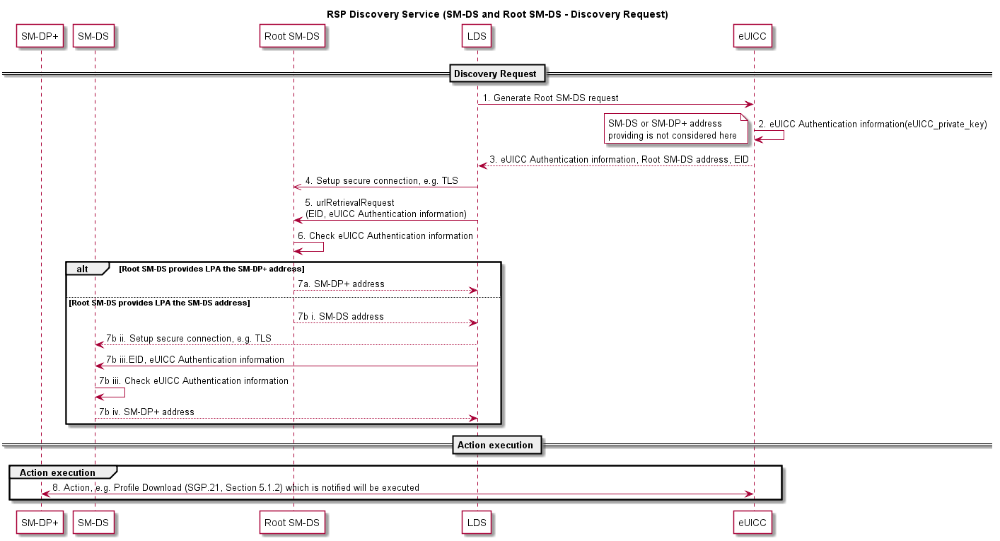 RSP Discovery Service (SM-DS and Root SM-DS - Discovery Request)
SM-DP+
SM-DS
Root SM-DS
LDS
eUICC
Discovery Request
1. Generate Root SM-DS request
SM-DS or SM-DP+ address
providing is not considered here
2. eUICC Authentication information(eUICC_private_key)
3. eUICC Authentication information, Root SM-DS address, EID
4. Setup secure connection, e.g. TLS
5. urlRetrievalRequest
(EID, eUICC Authentication information)
6. Check eUICC Authentication information
alt
[Root SM-DS provides LPA the SM-DP+ address]
7a. SM-DP+ address
[Root SM-DS provides LPA the SM-DS address]
7b i. SM-DS address
7b ii. Setup secure connection, e.g. TLS
7b iii.EID, eUICC Authentication information
7b iii. Check eUICC Authentication information
7b iv. SM-DP+ address
Action execution
Action execution
8. Action, e.g. Profile Download (SGP.21, Section 5.1.2) which is notified will be executed
SM-DP+
SM-DS
Root SM-DS
LDS
eUICC